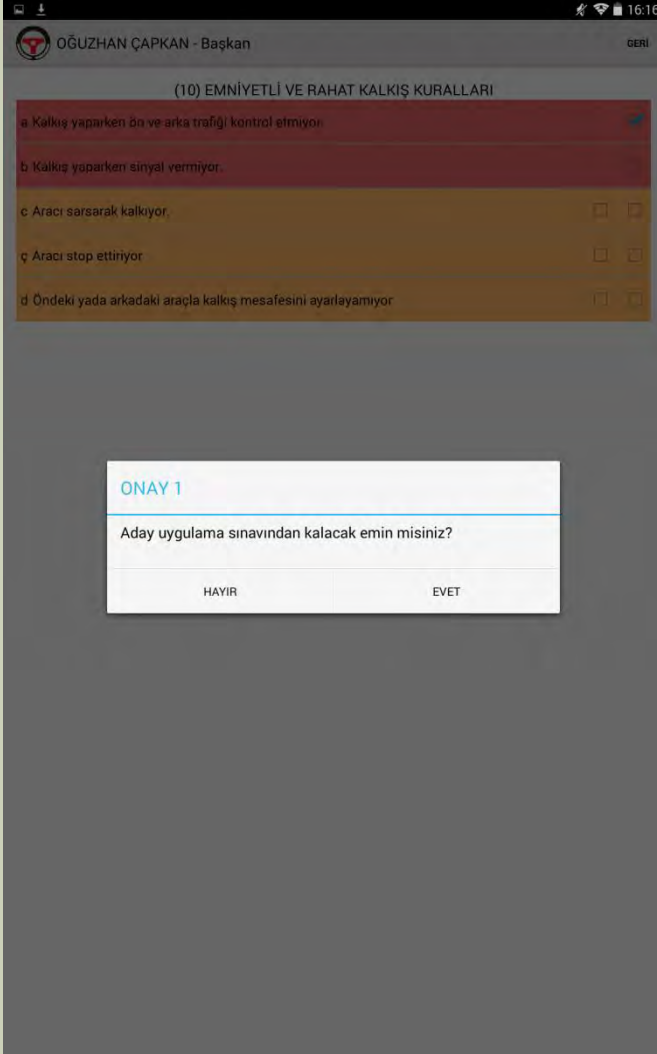 16:16
OĞUZHAN ÇAPKAN - Başkan
GERİ
(10) EMNİYETLİ VE RAHAT KALKIŞ KURALLARI
a Kalkış yaparken ön ve arka trafiği kontrol etmiyor.
b Kalkış yaparken sinyal vermiyor.
c Aracı sarsarak kalkıyor.
ç Aracı stop ettiriyor
d Öndeki yada arkadaki araçla kalkış mesafesini ayarlayamıyor
ONAY 1
Aday uygulama sınavından kalacak emin misiniz?
HAYIR
EVET